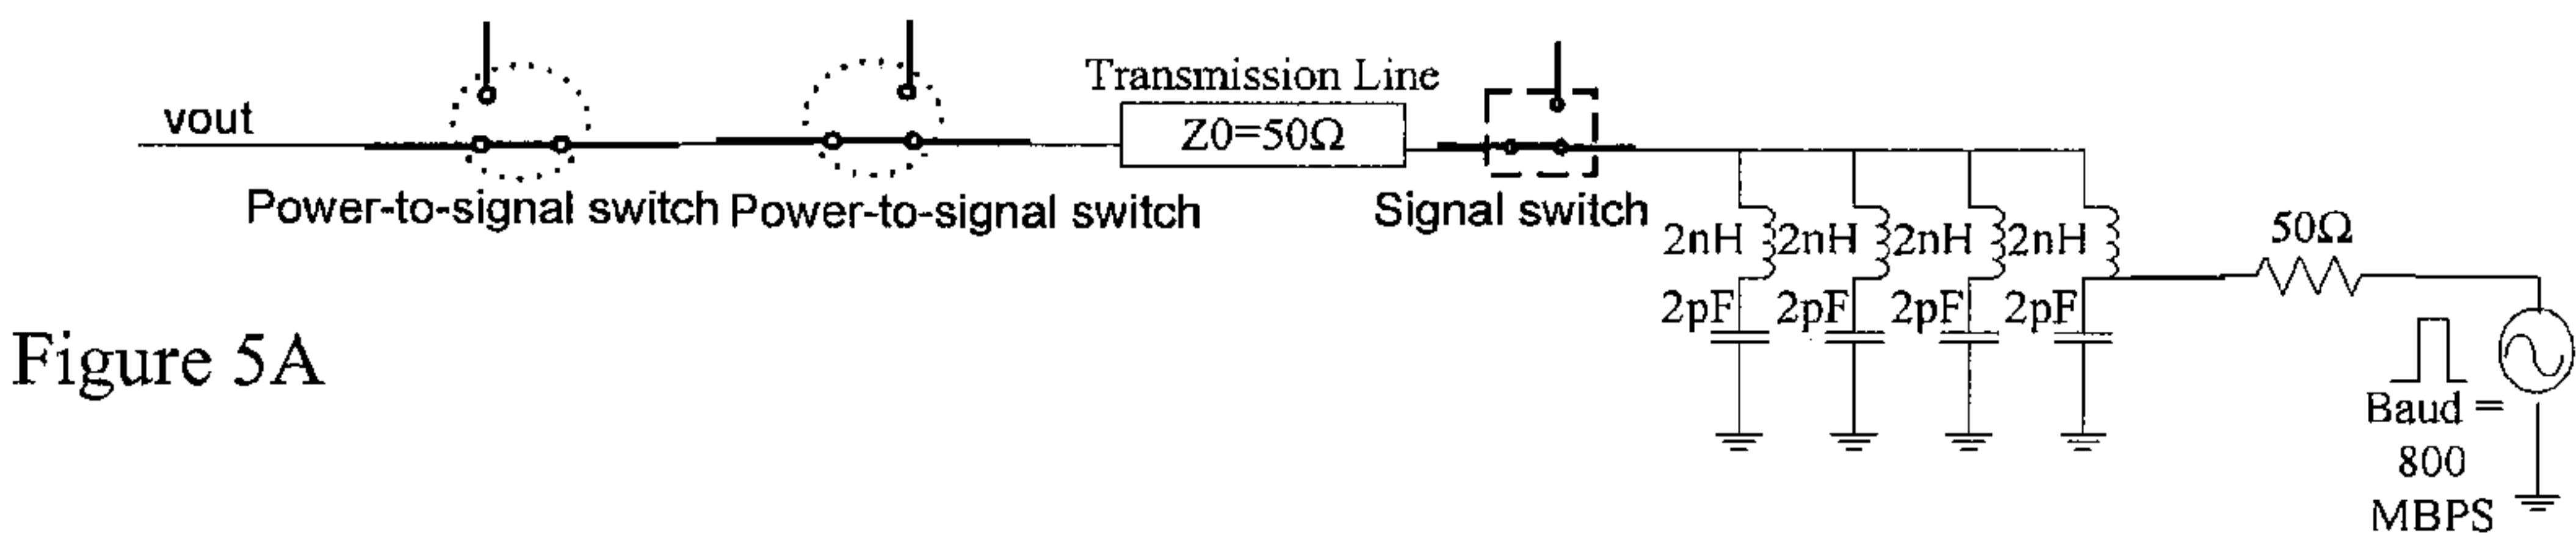 Transmission Line
vout
Z0=50Ω
Power-to-signal switch
Power-to-signal switch
Signal switch
2nH 2nH 2nH 2nH
50Ω
2pF 2pF 2pF 2pF
Figure 5A
Baud =
800
MBPS